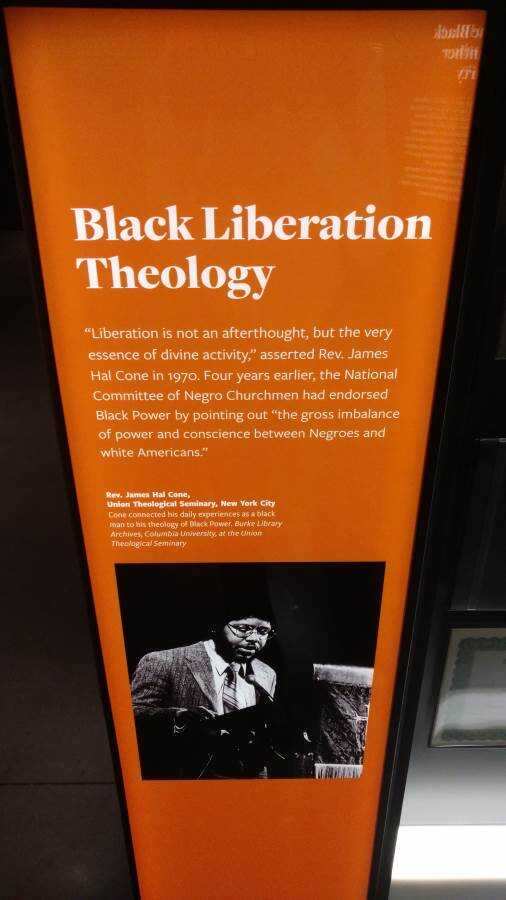 Black Liberation
Theology
“Liberation is not an afterthought, but the very
essence of divine activity,” asserted Rev. James
Hal Cone in 1970. Four years earlier, the National
Committee of Negro Churchmen had endorsed
Black Power by pointing out “the gross imbalance
of power and conscience between Negroes and
white Americans.”
Rev. James Hal Cone,
Union Theological Seminary, New York City
Cone connected his daily experiences as a black
man to his theology of Black Power. Burke Library
Archives, Columbia University, at the Union
Theological Seminary